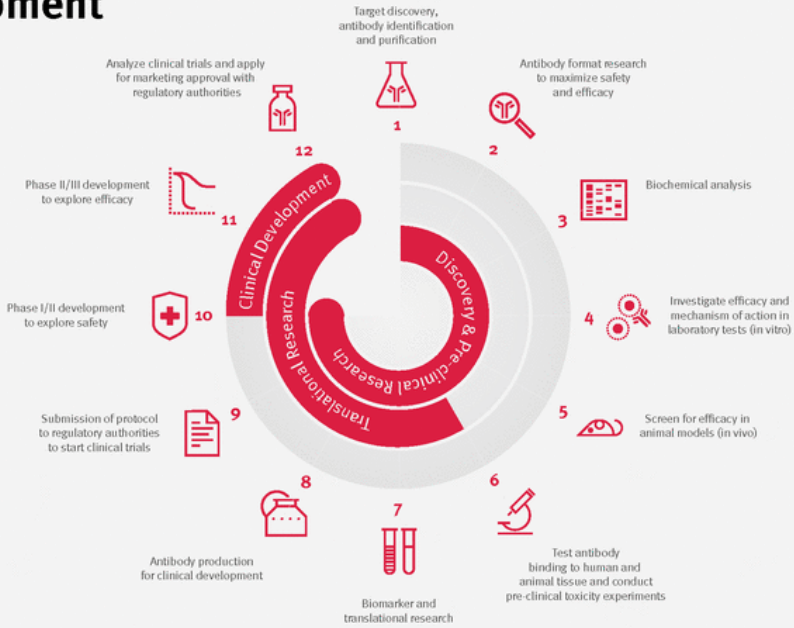 pment
Target discovery,
antibody identification
and purification
1
Antibody format research
to maximize safety
and efficacy
2
Biochemical analysis
3
Investigate efficacy and
mechanism of action in
laboratory tests (in vitro)
4
Screen for efficacy in
animal models (in vivo)
5
Test antibody
binding to human and
animal tissue and conduct
pre-clinical toxicity experiments
6
Biomarker and
translational research
7
Antibody production
for clinical development
8
Submission of protocol
to regulatory authorities
to start clinical trials
9
Phase I/II development
to explore safety
10
Phase II/III development
to explore efficacy
11
Analyze clinical trials and apply
for marketing approval with
regulatory authorities
12
Discovery & Pre-clinical Research
Translational Research
Clinical Development